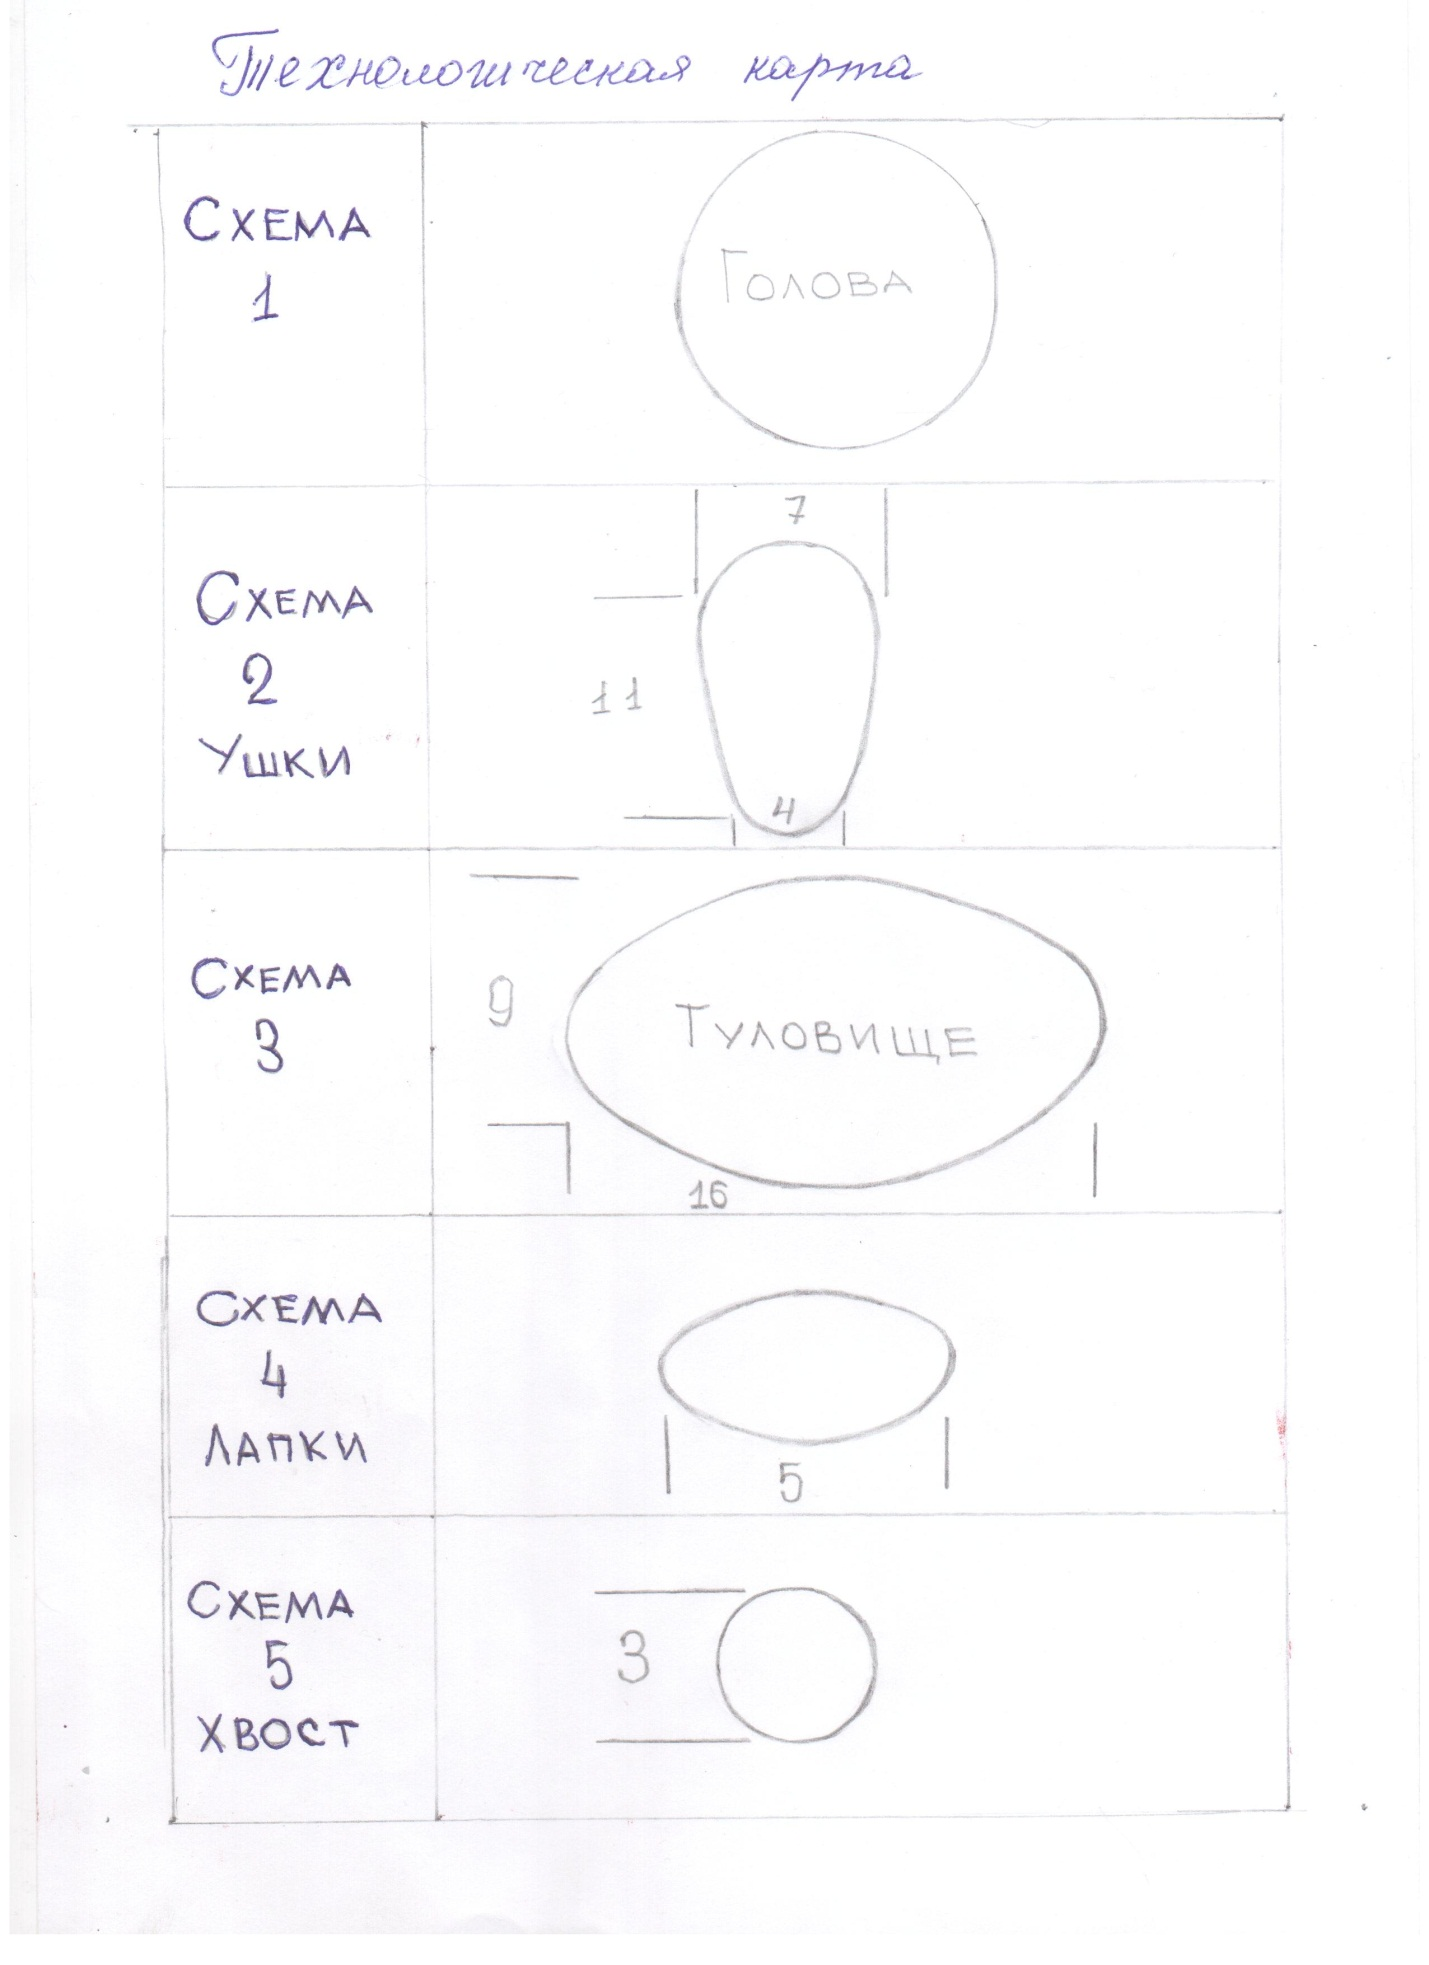 Технологическая карта
Схема
1
Голова
7
Схема
2
Ушки
11
4
Схема
3
9
Туловище
16
Схема
4
Лапки
5
Схема
5
Хвост
3